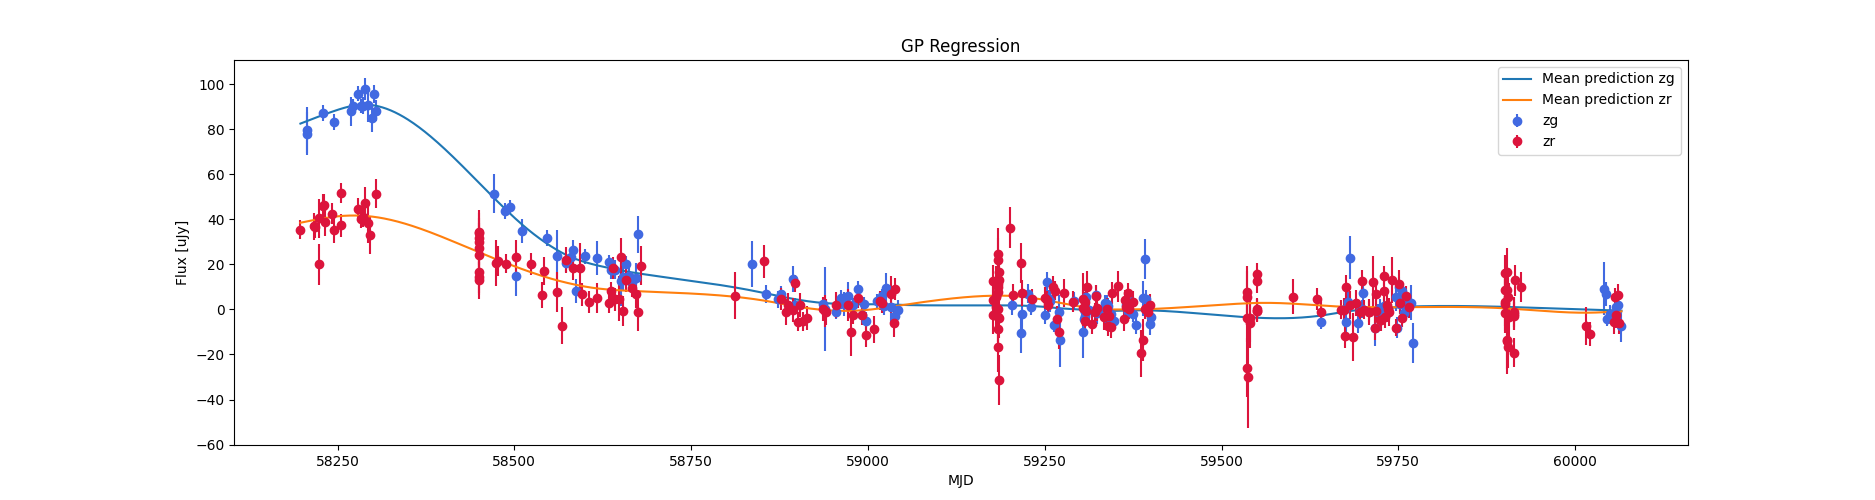 GP Regression
Flux [uJy]
100
80
60
40
20
0
−20
−40
−60
Mean prediction zg
Mean prediction zr
zg
zr
58250 58500 58750 59000 59250 59500 59750 60000
MJD